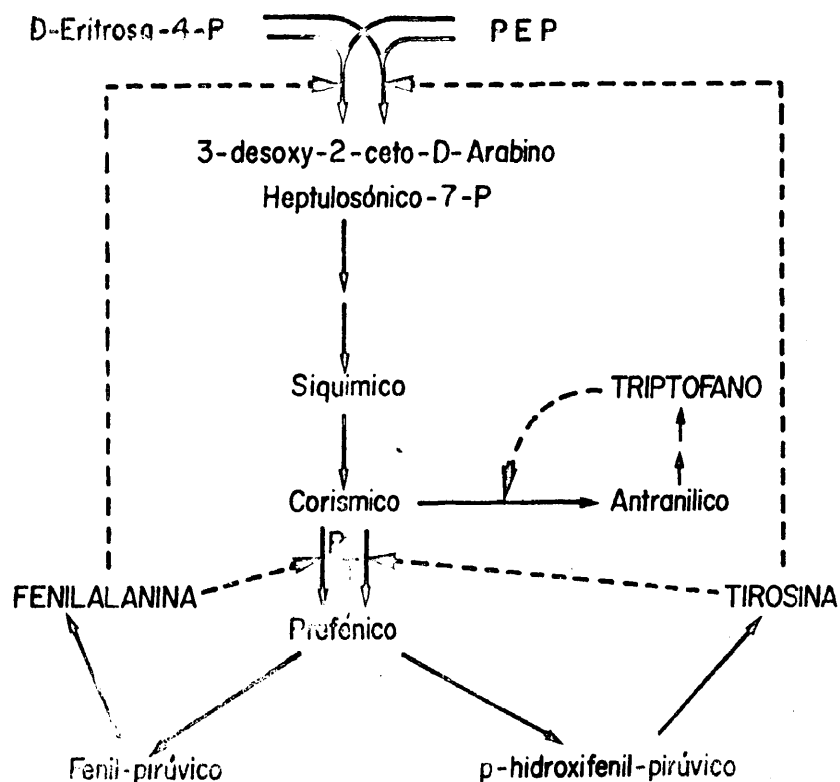 D-Eritrosa-4-P
PEP
3-desoxy-2-ceto-D-Arabino
Heptulosónico-7-P
Siquimico
TRIPTOFANO
Corismico
Antranilico
P
T
FENILALANINA
TIROSINA
Prefénico
Fenil-pirúvico
p-hidroxifenil-pirúvico